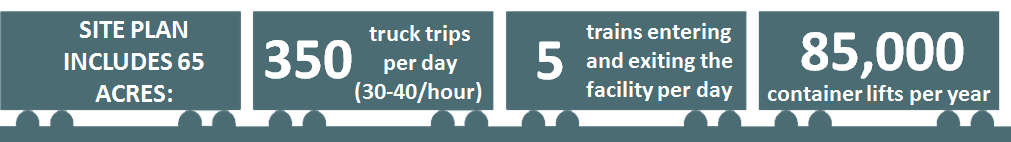 SITE PLAN
INCLUDES 65
ACRES:
350
truck trips
per day
(30-40/hour)
5
trains entering
and exiting the
facility per day
85,000
container lifts per year